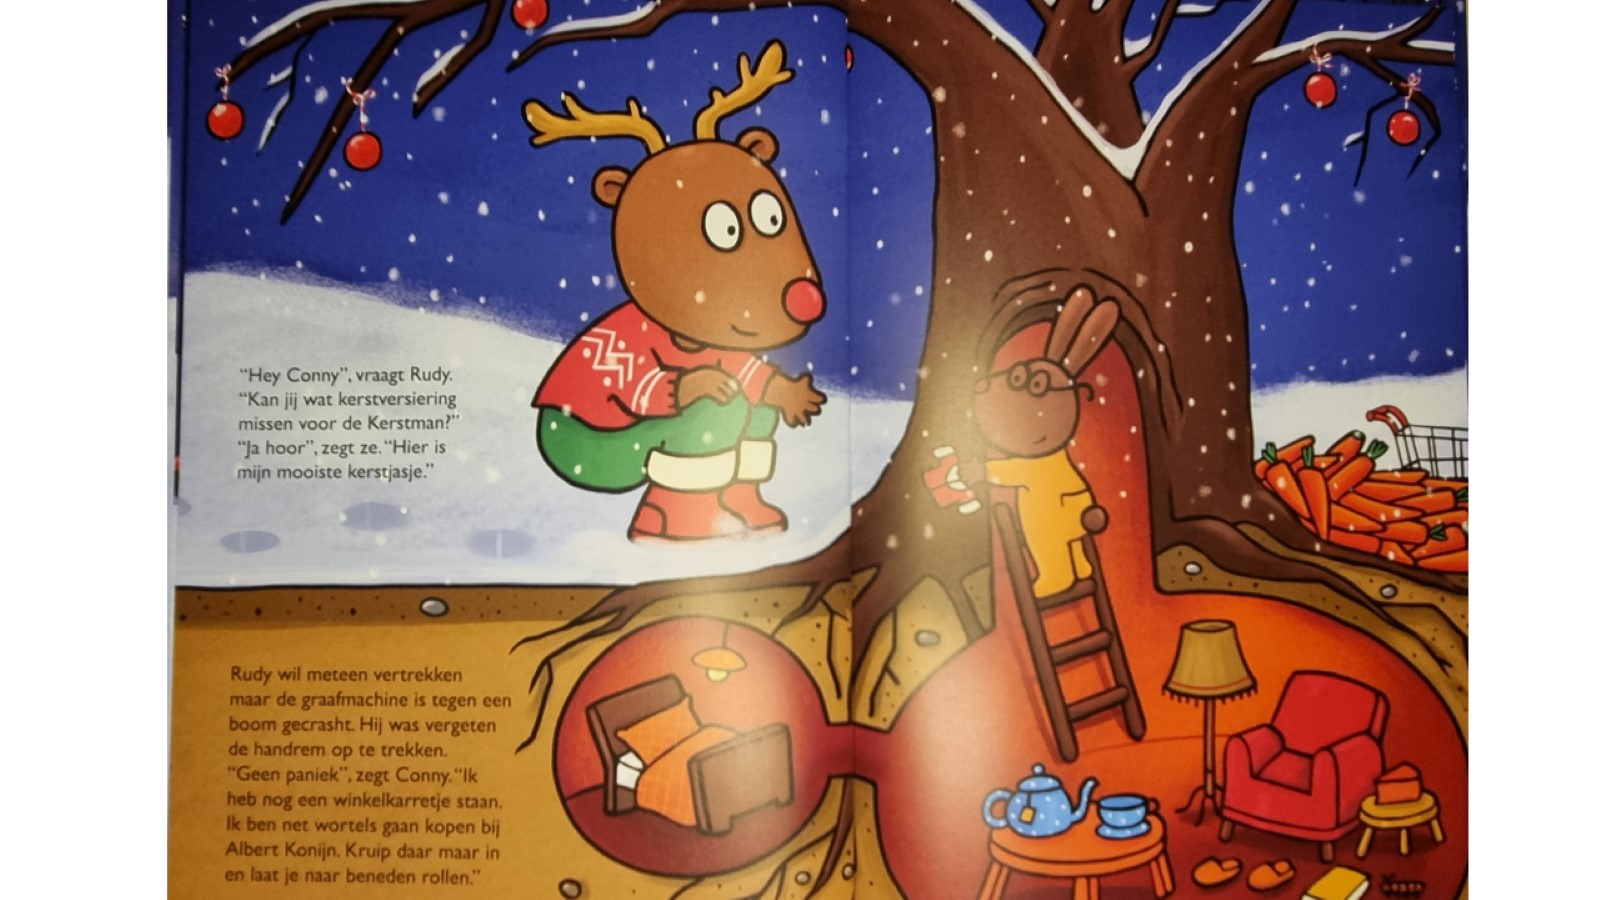 “Hey Conny”, vraagt Rudy.
“Kan jij wat kerstversiering
missen voor de Kerstman?”
“Ja hoor”, zegt ze. “Hier is
mijn mooiste kerstjasje.”
Rudy wil meteen vertrekken
maar de graafmachine is tegen een
boom gecrasht. Hij was vergeten
de handrem op te trekken.
“Geen paniek”, zegt Conny. “Ik
heb nog een winkelkarretje staan.
Ik ben net wortels gaan kopen bij
Albert Konijn. Kruip daar maar in
en laat je naar beneden rollen.”